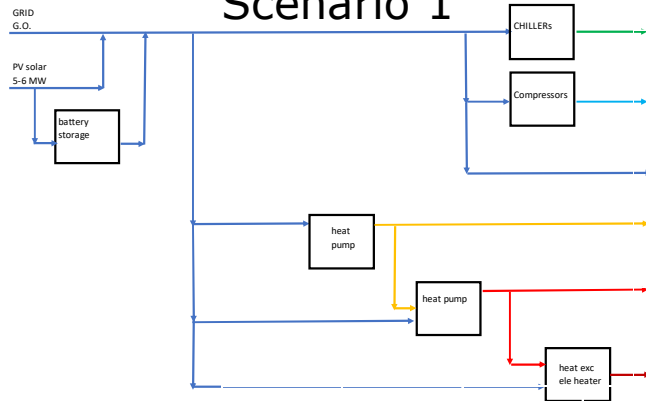 Scenario 1
GRID
G.O.
CHILLERs
PV solar
5-6 MW
Compressors
battery
storage
heat
pump
heat pump
heat exc
ele heater